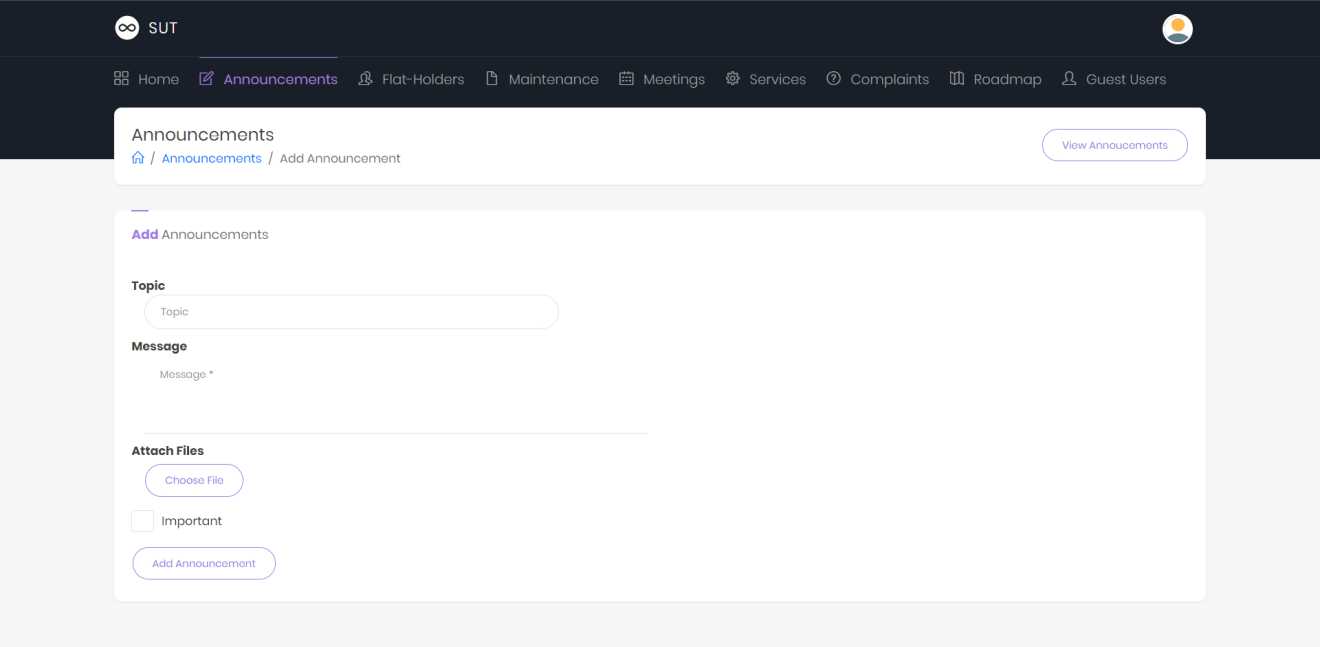 SUT
Home Announcements Flat-Holders Maintenance Meetings Services Complaints Roadmap Guest Users
Announcements
/ Announcements / Add Announcement
View Annoucements
Add Announcements
Topic
Topic
Message
Message *
Attach Files
Choose File
Important
Add Announcement